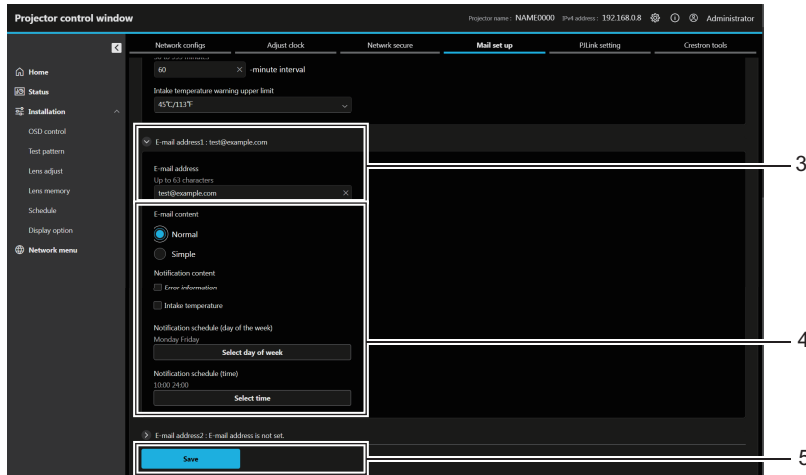 Projector control window
Projector name : NAME0000 IPv4 address : 192.168.0.8 Administrator
Network configs Adjust clock Netwrk secure Mail set up PJLink setting Crestron tools
Home
Status
Installation
OSD control
Test pattern
Lens adjust
Lens memory
Schedule
Display option
Network menu
60 × -minute interval
Intake temperature warning upper limit
45℃/113℉
E-mail address1 : test@example.com
E-mail address
Up to 63 characters
test@example.com ×
E-mail content
Normal
Simple
Notification content
Error information
Intake temperature
Notification schedule (day of the week)
Monday Friday
Select day of week
Notification schedule (time)
10:00 24:00
Select time
E-mail address2 : E-mail address is not set.
Save
3
4
5